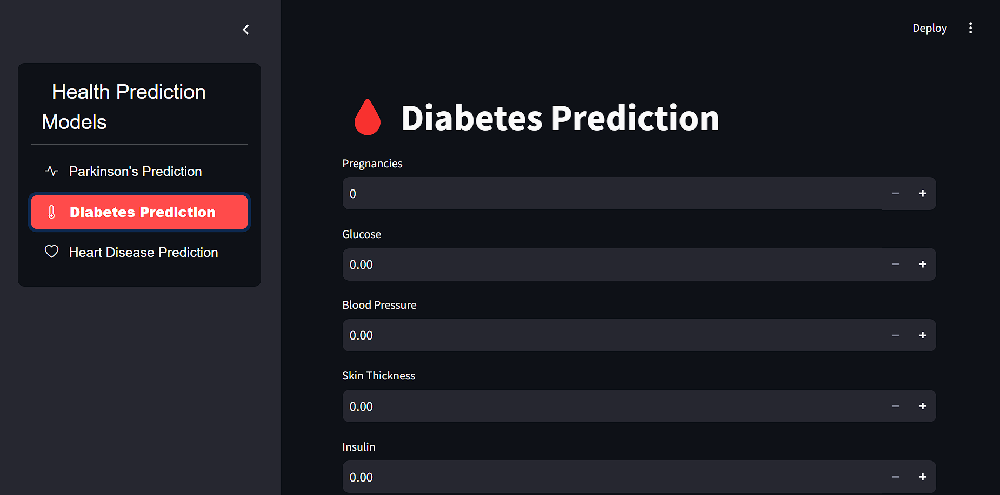 Deploy
Health Prediction
Models
Parkinson's Prediction
Diabetes Prediction
Heart Disease Prediction
Diabetes Prediction
Pregnancies
0
Glucose
0.00
Blood Pressure
0.00
Skin Thickness
0.00
Insulin
0.00